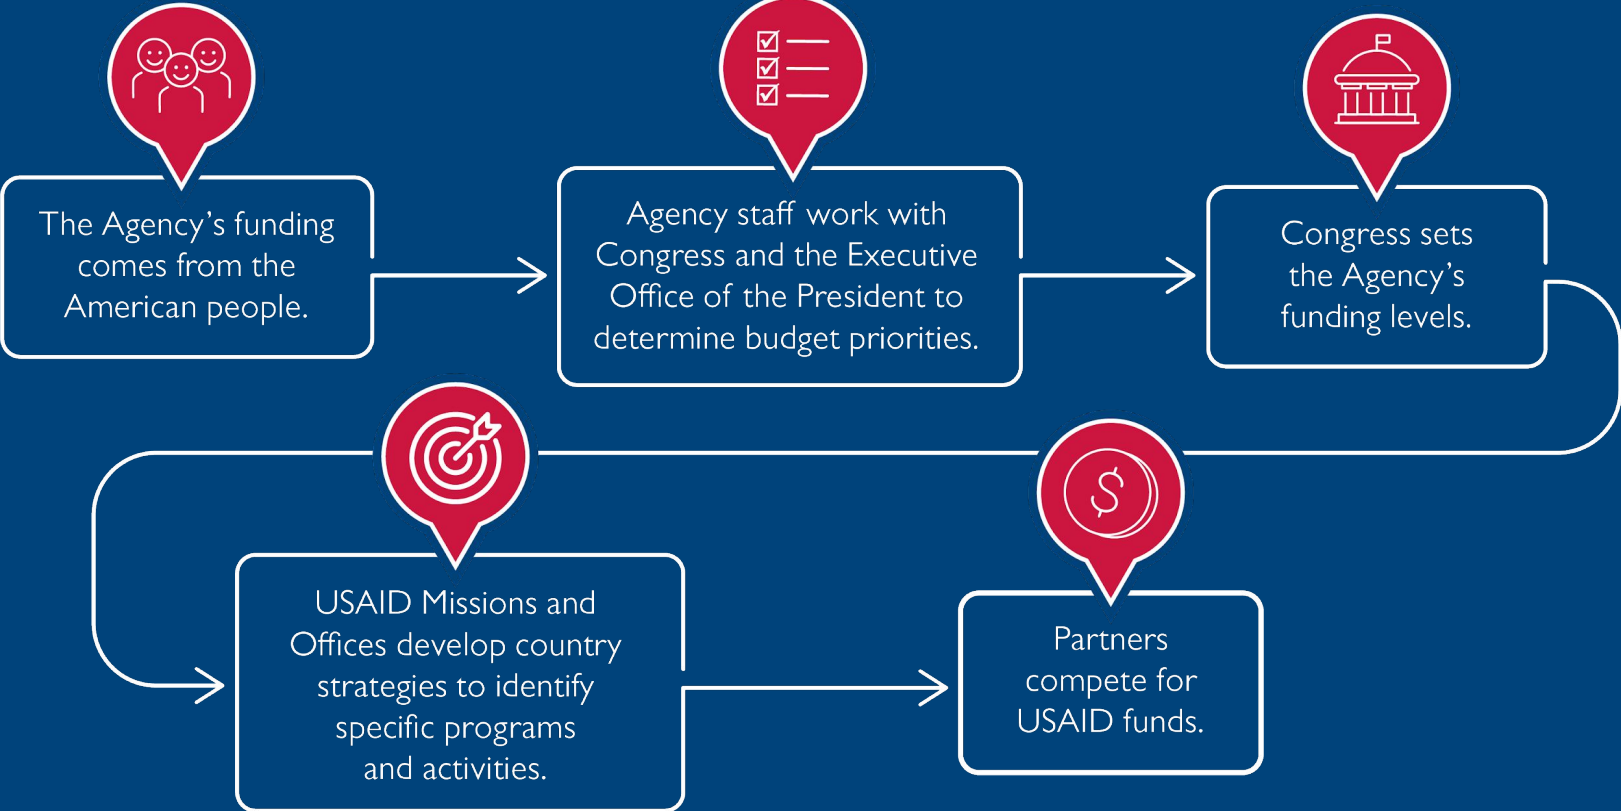 The Agency’s funding
comes from the
American people.
Agency staff work with
Congress and the Executive
Office of the President to
determine budget priorities.
Congress sets
the Agency’s
funding levels.
USAID Missions and
Offices develop country
strategies to identify
specific programs
and activities.
$
Partners
compete for
USAID funds.